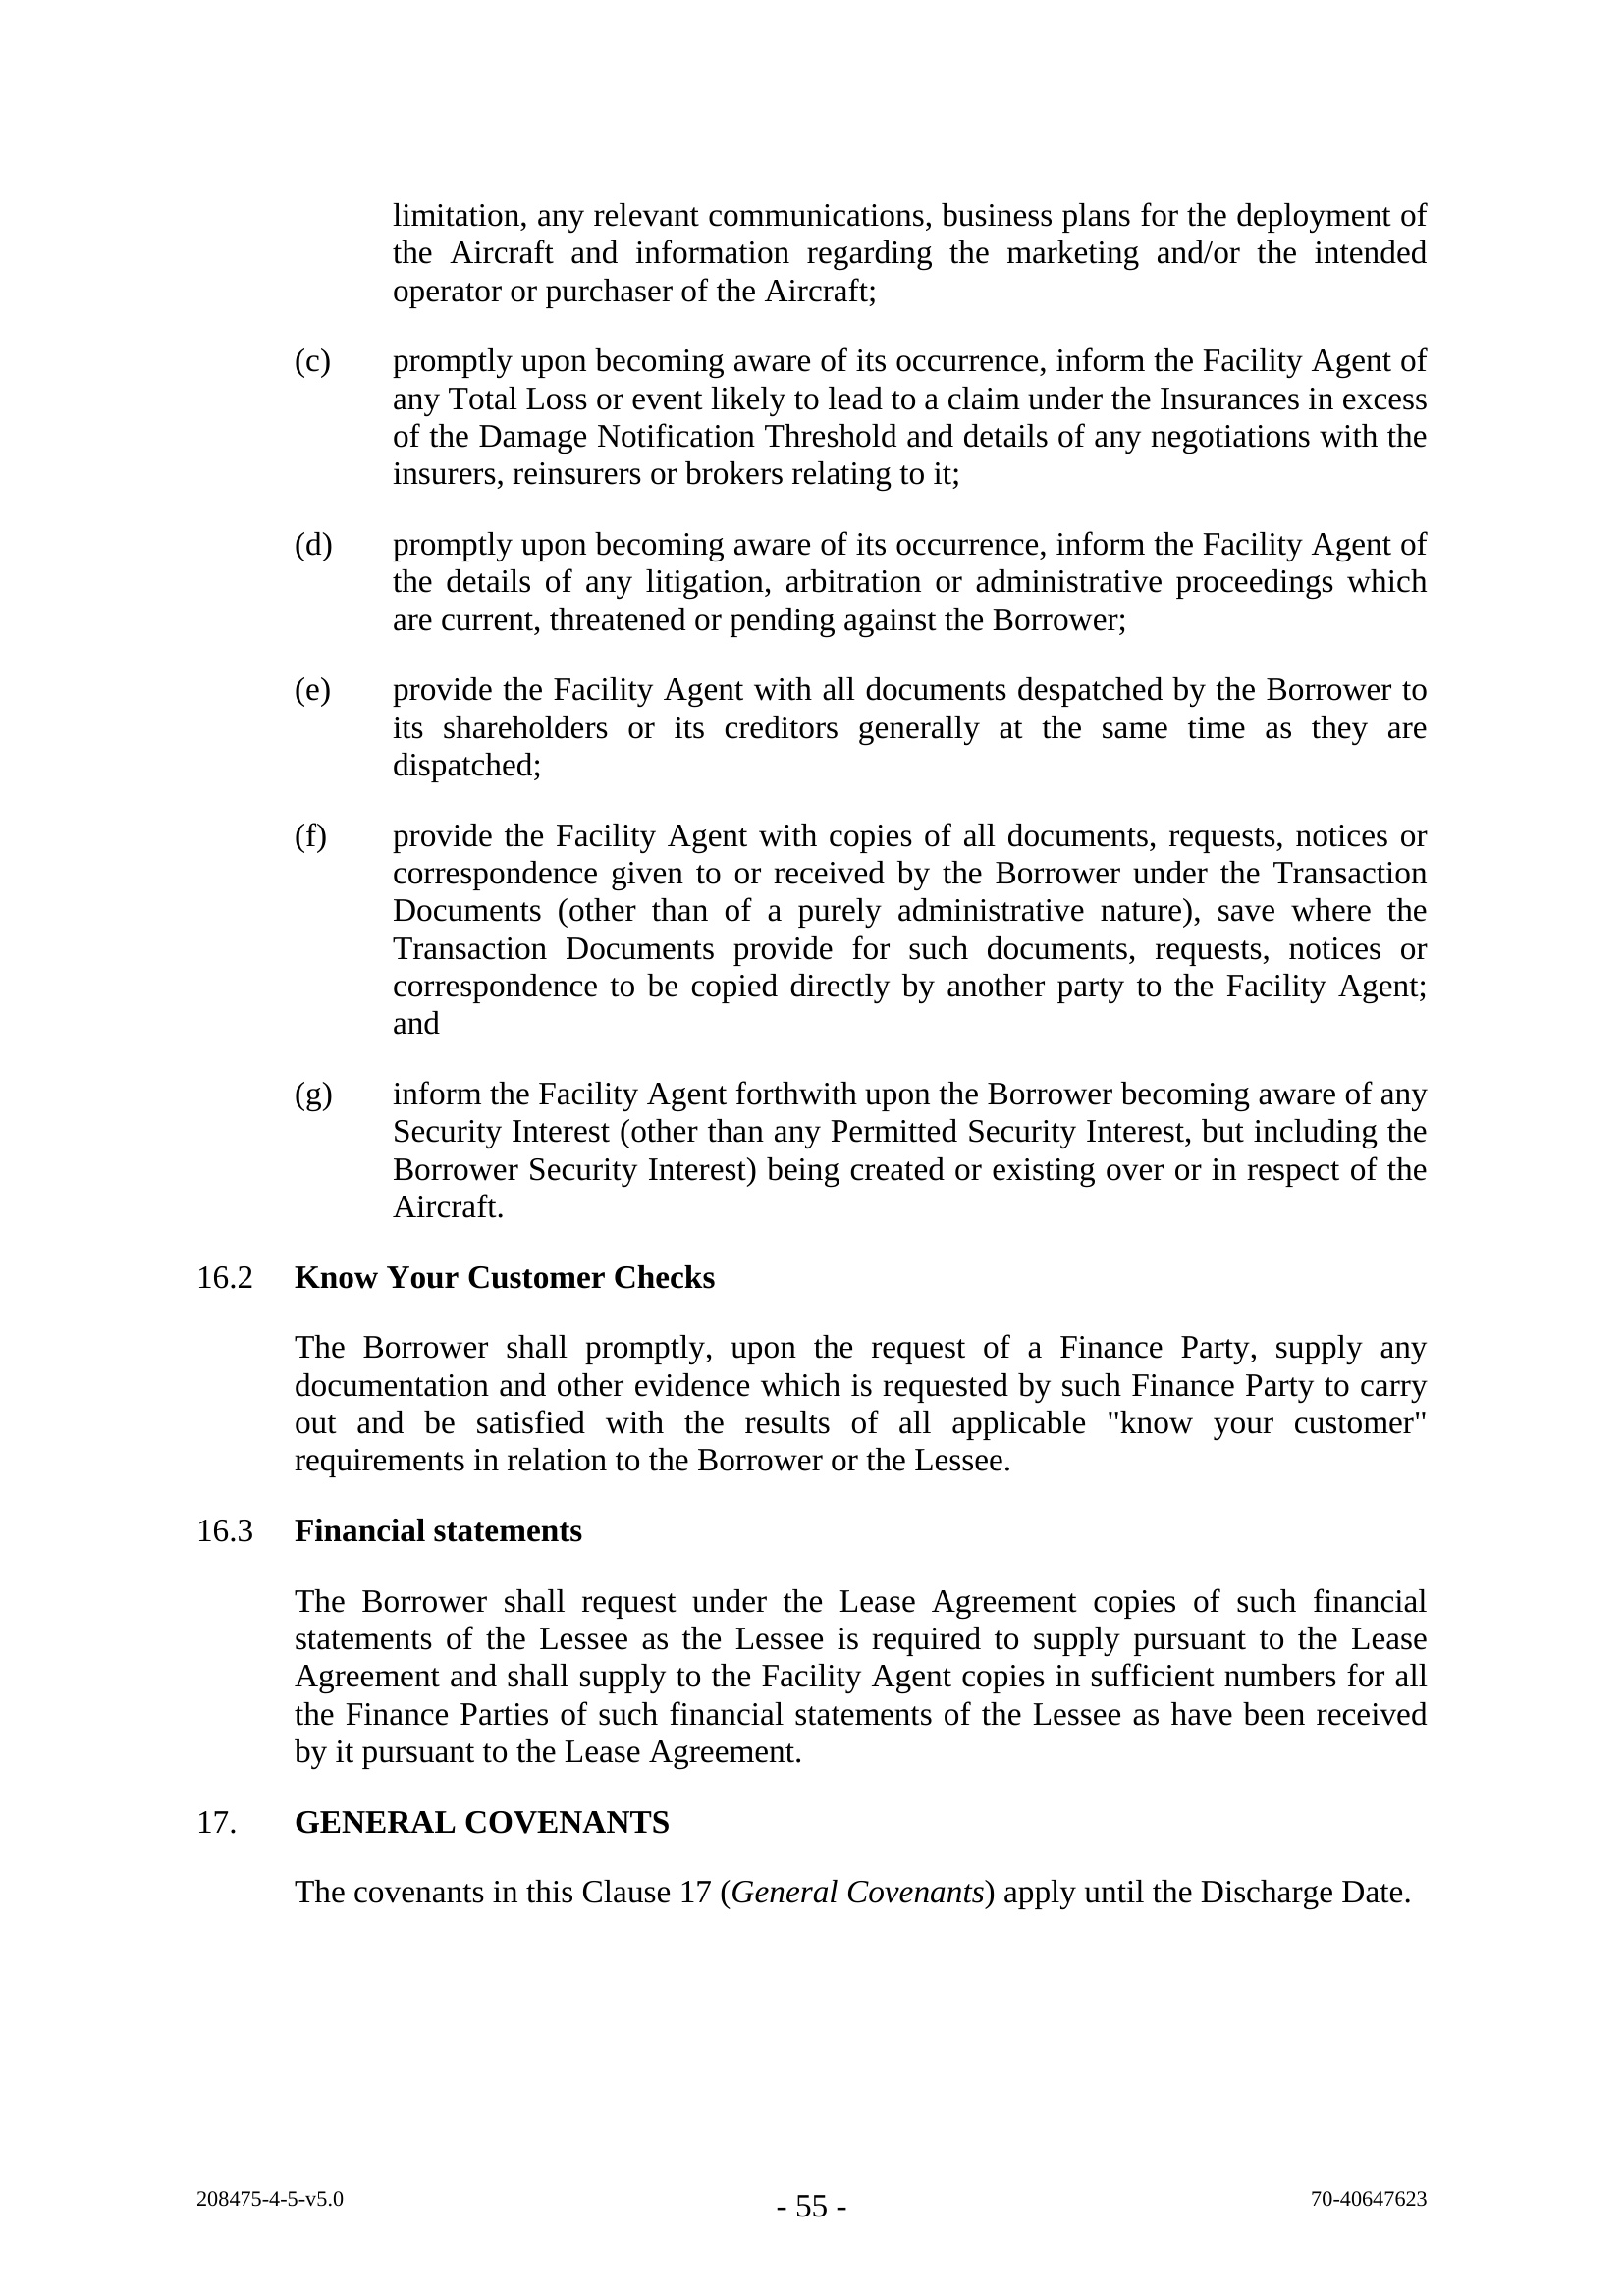 limitation, any relevant communications, business plans for the deployment of
the Aircraft and information regarding the marketing and/or the intended
operator or purchaser of the Aircraft;
(c) promptly upon becoming aware of its occurrence, inform the Facility Agent of
any Total Loss or event likely to lead to a claim under the Insurances in excess
of the Damage Notification Threshold and details of any negotiations with the
insurers, reinsurers or brokers relating to it;
(d) promptly upon becoming aware of its occurrence, inform the Facility Agent of
the details of any litigation, arbitration or administrative proceedings which
are current, threatened or pending against the Borrower;
(e) provide the Facility Agent with all documents despatched by the Borrower to
its shareholders or its creditors generally at the same time as they are
dispatched;
(f) provide the Facility Agent with copies of all documents, requests, notices or
correspondence given to or received by the Borrower under the Transaction
Documents (other than of a purely administrative nature), save where the
Transaction Documents provide for such documents, requests, notices or
correspondence to be copied directly by another party to the Facility Agent;
and
(g) inform the Facility Agent forthwith upon the Borrower becoming aware of any
Security Interest (other than any Permitted Security Interest, but including the
Borrower Security Interest) being created or existing over or in respect of the
Aircraft.
16.2 Know Your Customer Checks
The Borrower shall promptly, upon the request of a Finance Party, supply any
documentation and other evidence which is requested by such Finance Party to carry
out and be satisfied with the results of all applicable "know your customer"
requirements in relation to the Borrower or the Lessee.
16.3 Financial statements
The Borrower shall request under the Lease Agreement copies of such financial
statements of the Lessee as the Lessee is required to supply pursuant to the Lease
Agreement and shall supply to the Facility Agent copies in sufficient numbers for all
the Finance Parties of such financial statements of the Lessee as have been received
by it pursuant to the Lease Agreement.
17. GENERAL COVENANTS
The covenants in this Clause 17 (General Covenants) apply until the Discharge Date.
208475-4-5-v5.0 - 55 - 70-40647623